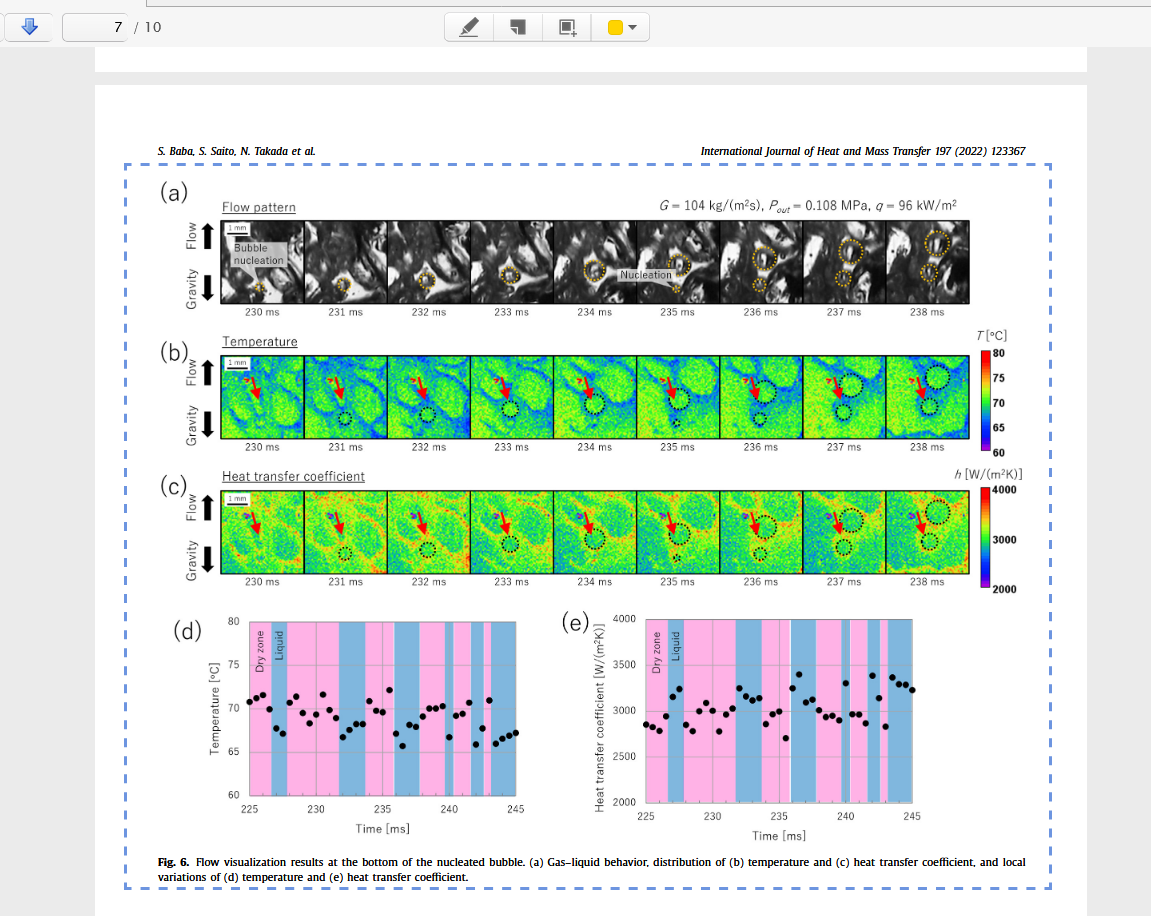 7 / 10
S. Baba, S. Saito, N. Takada et al.
International Journal of Heat and Mass Transfer 197 (2022) 123367
(a)
Flow pattern
G = 104 kg/(m²s), Pout = 0.108 MPa, q = 96 kW/m²
Flow
Gravity
1 mm
Bubble
nucleation
Nucleation
230 ms 231 ms 232 ms 233 ms 234 ms 235 ms 236 ms 237 ms 238 ms
(b)
Temperature
T [°C]
Flow
Gravity
1 mm
80
75
70
65
60
230 ms 231 ms 232 ms 233 ms 234 ms 235 ms 236 ms 237 ms 238 ms
(c)
Heat transfer coefficient
h [W/(m²K)]
Flow
Gravity
1 mm
4000
3000
2000
230 ms 231 ms 232 ms 233 ms 234 ms 235 ms 236 ms 237 ms 238 ms
(d)
Temperature [°C]
80
75
70
65
60
Dry zone
Liquid
225 230 235 240 245
Time [ms]
(e)
Heat transfer coefficient [W/(m²K)]
4000
3500
3000
2500
2000
Dry zone
Liquid
225 230 235 240 245
Time [ms]
Fig. 6. Flow visualization results at the bottom of the nucleated bubble. (a) Gas–liquid behavior, distribution of (b) temperature and (c) heat transfer coefficient, and local
variations of (d) temperature and (e) heat transfer coefficient.